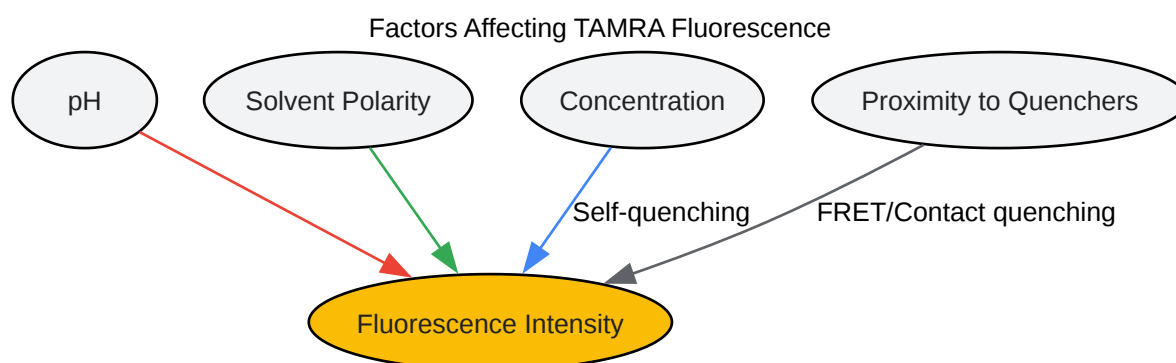 Factors Affecting TAMRA Fluorescence
pH
Solvent Polarity
Concentration
Proximity to Quenchers
Self-quenching
FRET/Contact quenching
Fluorescence Intensity